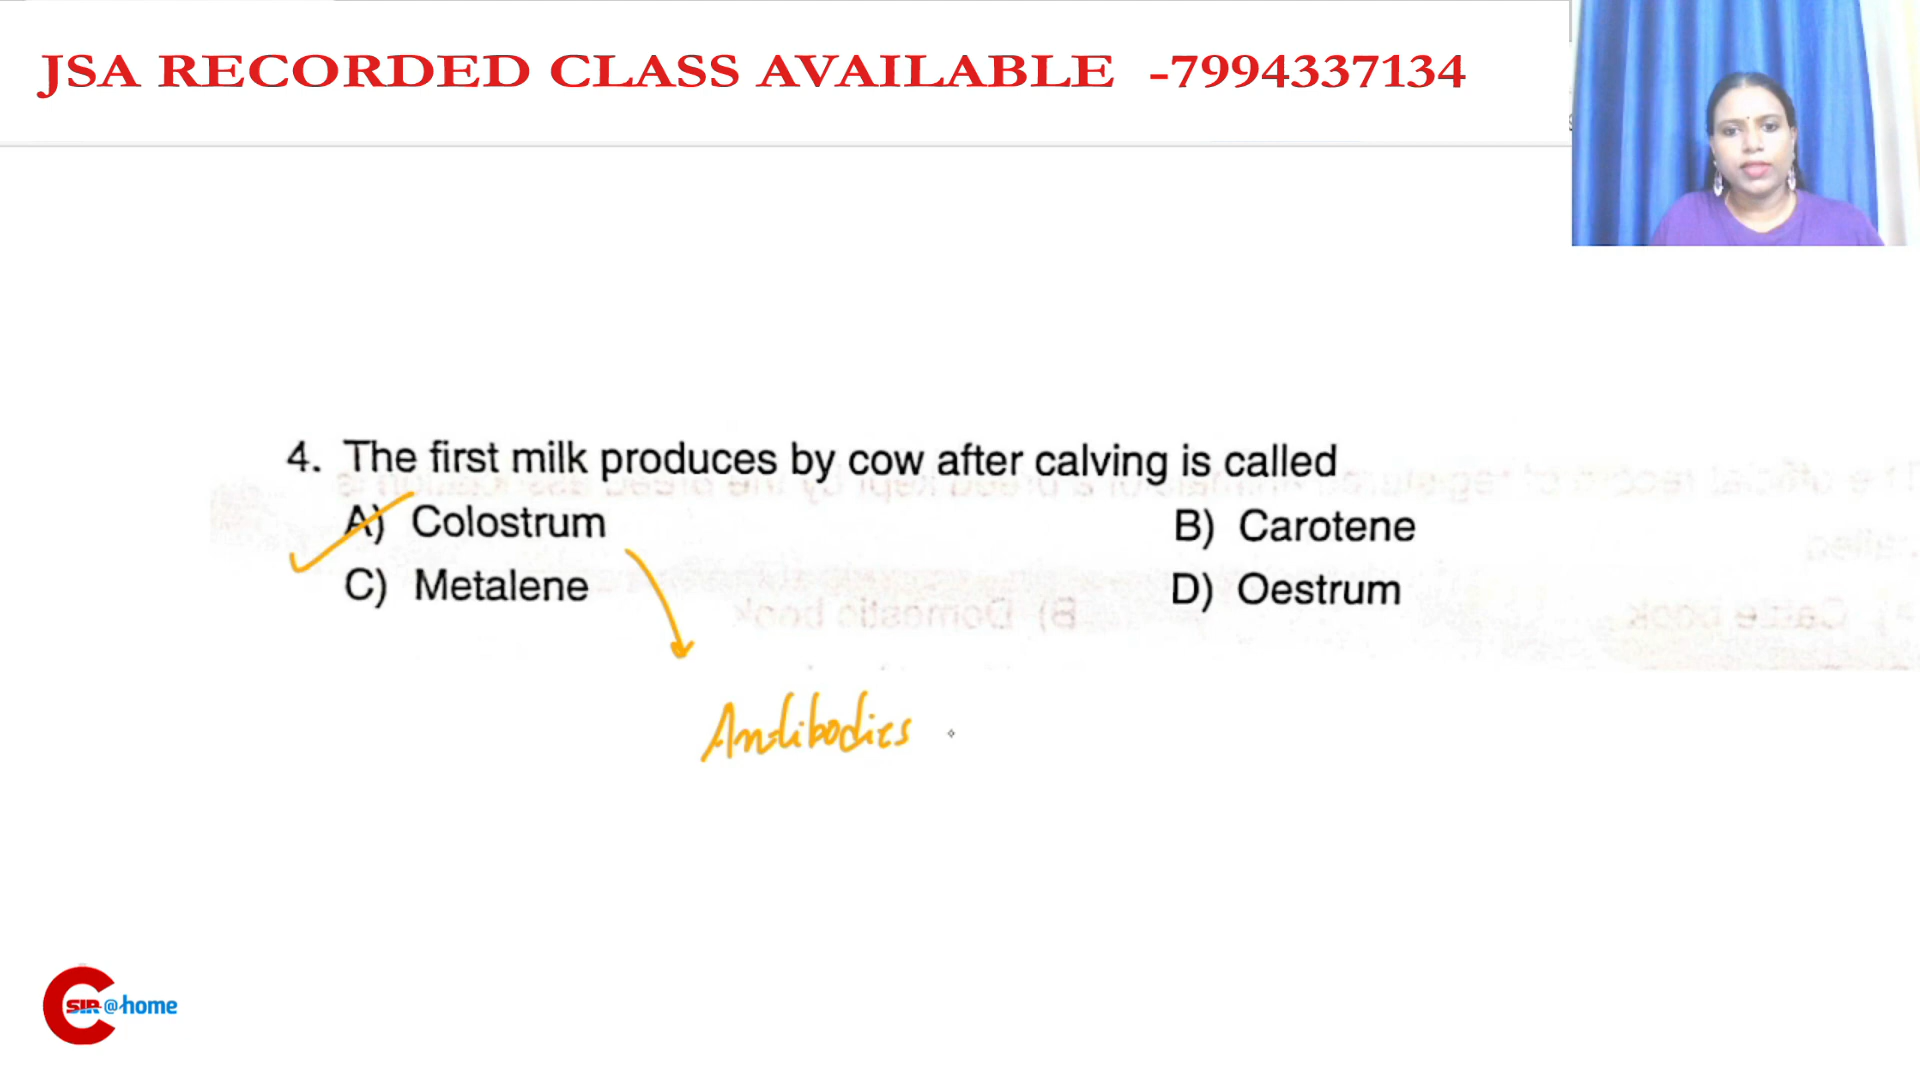 JSA RECORDED CLASS AVAILABLE -7994337134
4. The first milk produces by cow after calving is called
A) Colostrum B) Carotene
C) Metalene D) Oestrum
Antibodies
CSIR@home